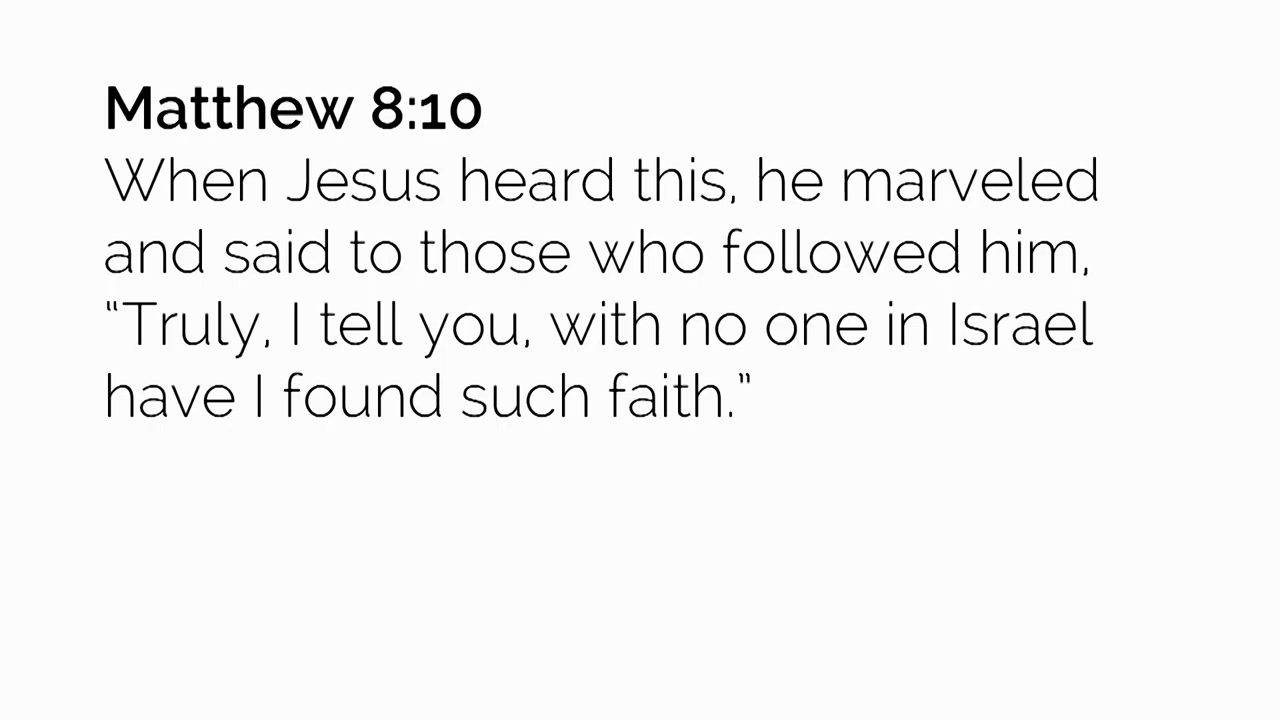 Matthew 8:10
When Jesus heard this, he marveled
and said to those who followed him,
“Truly, I tell you, with no one in Israel
have I found such faith.”